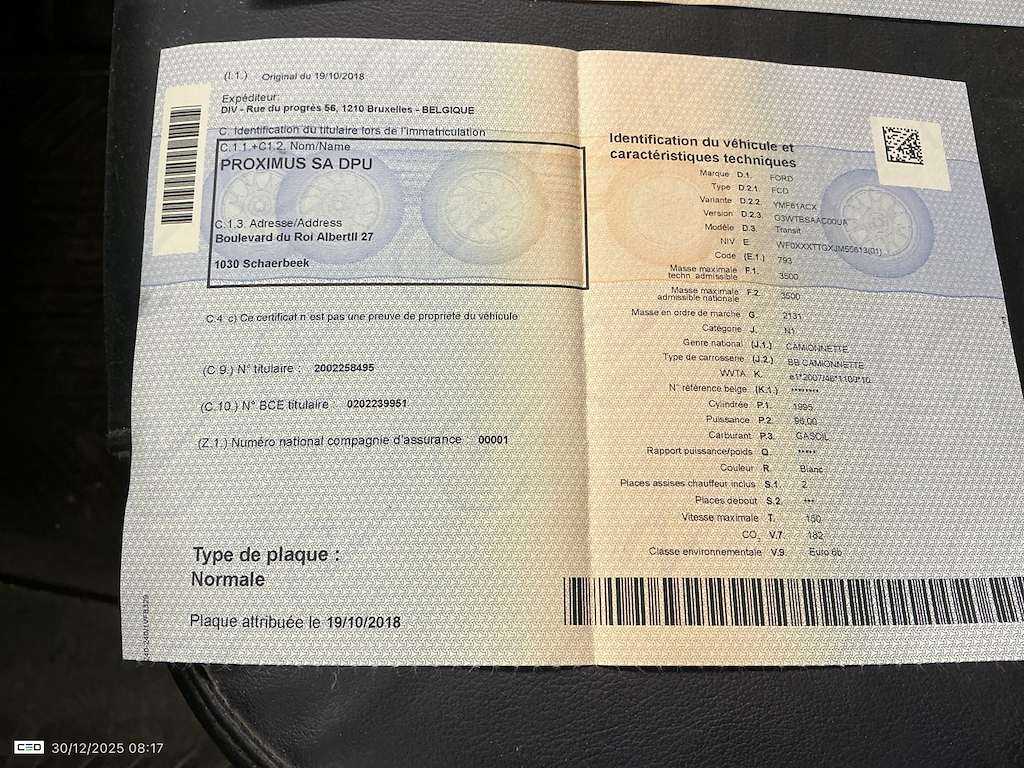 (I.1.) Original du 19/10/2018
Expéditeur:
DIV - Rue du progrès 56, 1210 Bruxelles - BELGIQUE
C. Identification du titulaire lors de l'immatriculation
C.1.1.+C1.2. Nom/Name
PROXIMUS SA DPU
C.1.3. Adresse/Address
Boulevard du Roi AlbertII 27
1030 Schaerbeek
C.4. c) Ce certificat n'est pas une preuve de propriété du véhicule
(C 9.) N° titulaire : 2002258495
(C.10.) N° BCE titulaire 0202239951
(Z.1.) Numéro national compagnie d'assurance : 00001
Type de plaque :
Normale
Plaque attribuée le 19/10/2018
Identification du véhicule et
caractéristiques techniques
Marque D.1. FORD
Type D.2.1. FCD
Variante D.2.2. YMF61ACX
Version D.2.3. G3WTBSAAC00UA
Modèle D.3. Transit
NIV E. WF0XXXTTGXJM55613(01)
Code (E.1.) 793
Masse maximale
techn. admissible F.1. 3500
Masse maximale
admissible nationale F.2. 3500
Masse en ordre de marche G. 2131
Catégorie J. N1
Genre national (J.1.) CAMIONNETTE
Type de carrosserie (J.2.) BB CAMIONNETTE
WVTA K. e1*2007/46*1100*10
N° référence belge (K.1.) ********
Cylindrée P.1. 1995
Puissance P.2. 96,00
Carburant P.3. GASOIL
Rapport puissance/poids Q. *****
Couleur R. Blanc
Places assises chauffeur inclus S.1. 2
Places debout S.2. ***
Vitesse maximale T. 150
CO2 V.7. 182
Classe environnementale V.9. Euro 6b
CEO 30/12/2025 08:17